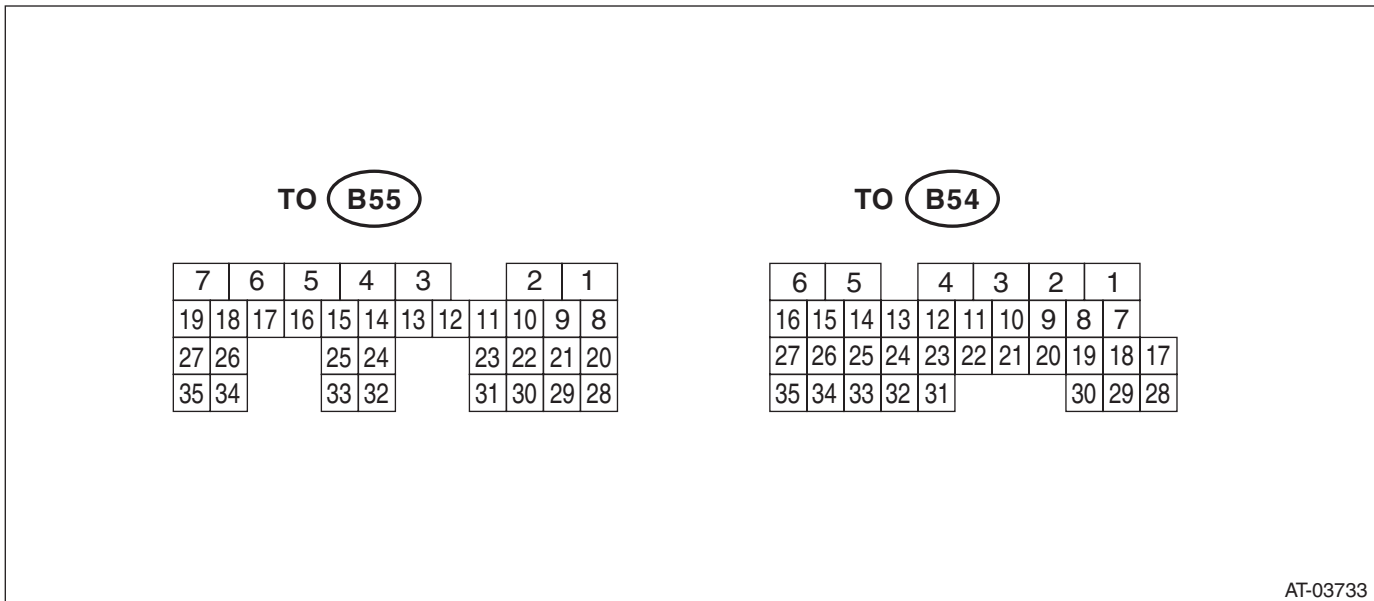 TO B55
7 6 5 4 3 2 1
19 18 17 16 15 14 13 12 11 10 9 8
27 26 25 24 23 22 21 20
35 34 33 32 31 30 29 28
TO B54
6 5 4 3 2 1
16 15 14 13 12 11 10 9 8 7
27 26 25 24 23 22 21 20 19 18 17
35 34 33 32 31 30 29 28
AT-03733